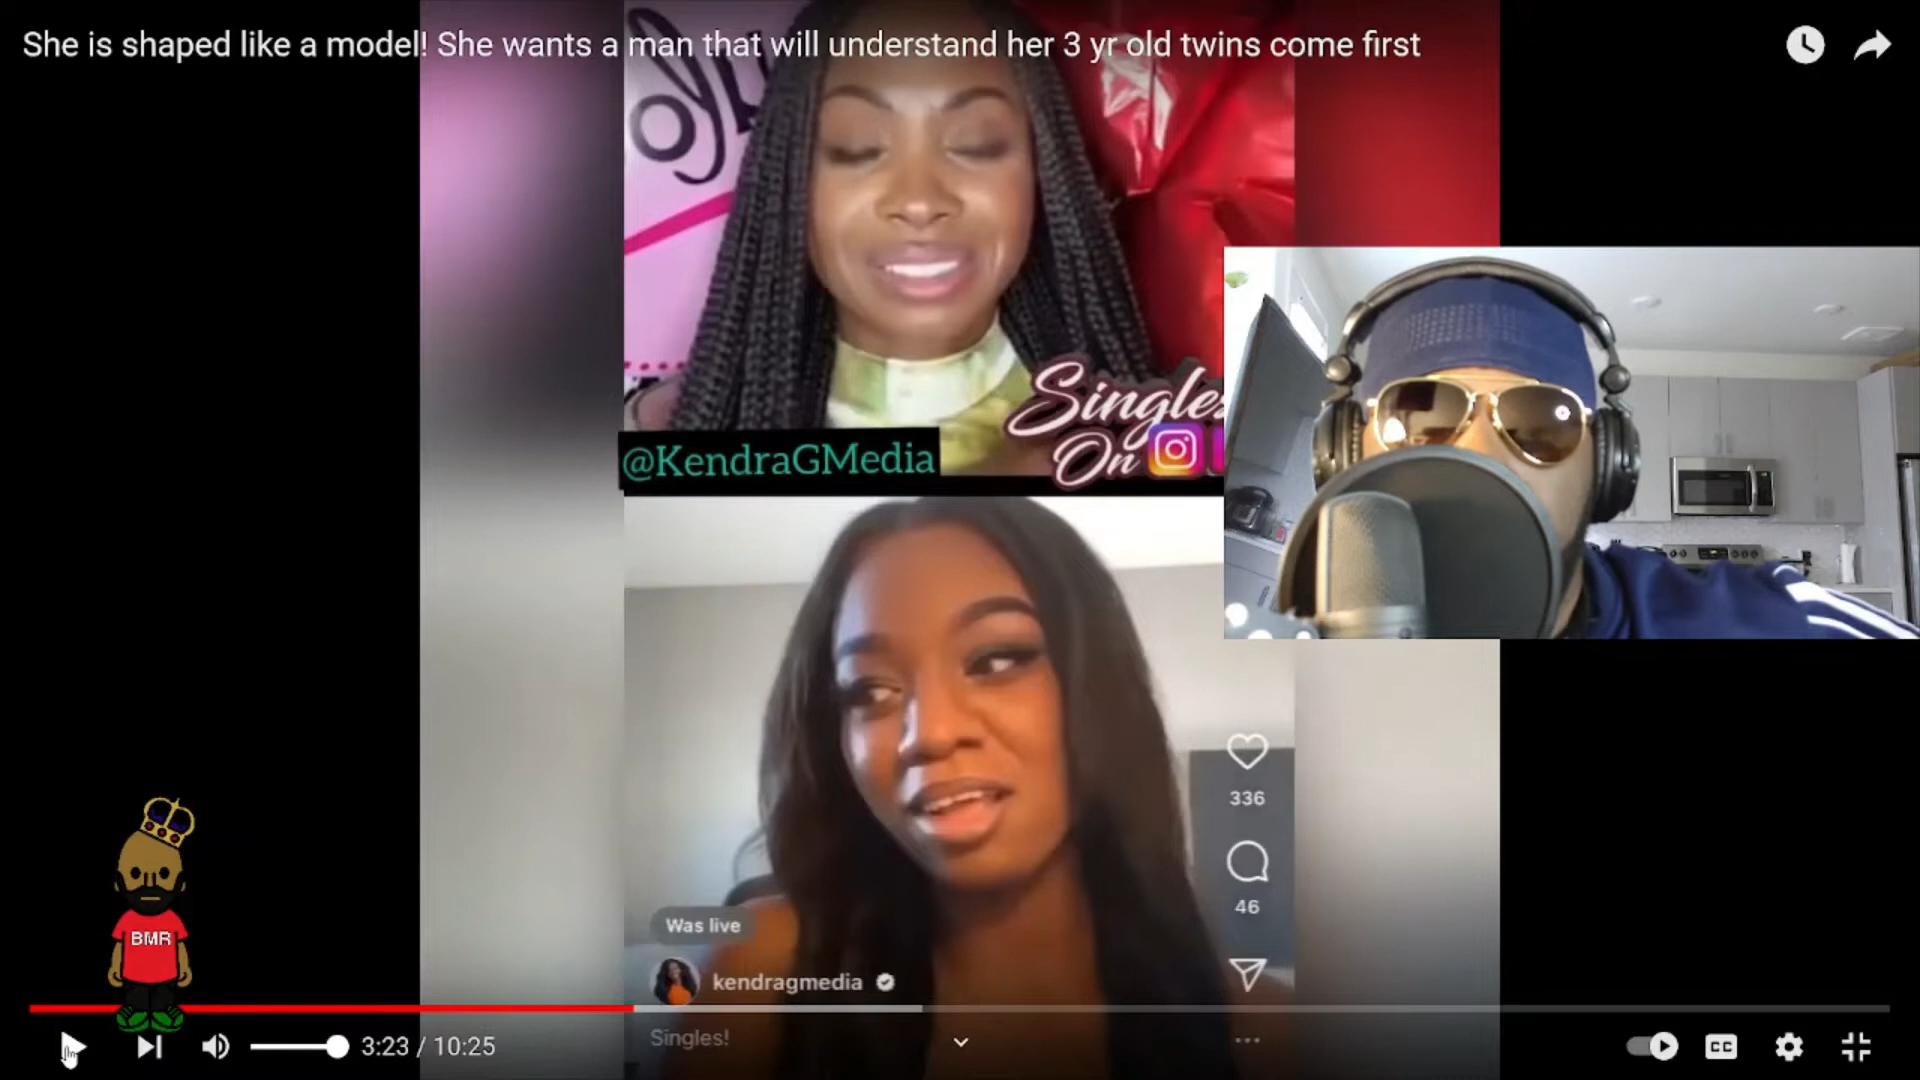 She is shaped like a model! She wants a man that will understand her 3 yr old twins come first
Singles
On
@KendraGMedia
336
46
Was live
kendragmedia
Singles!
BMR
3:23 / 10:25
CC